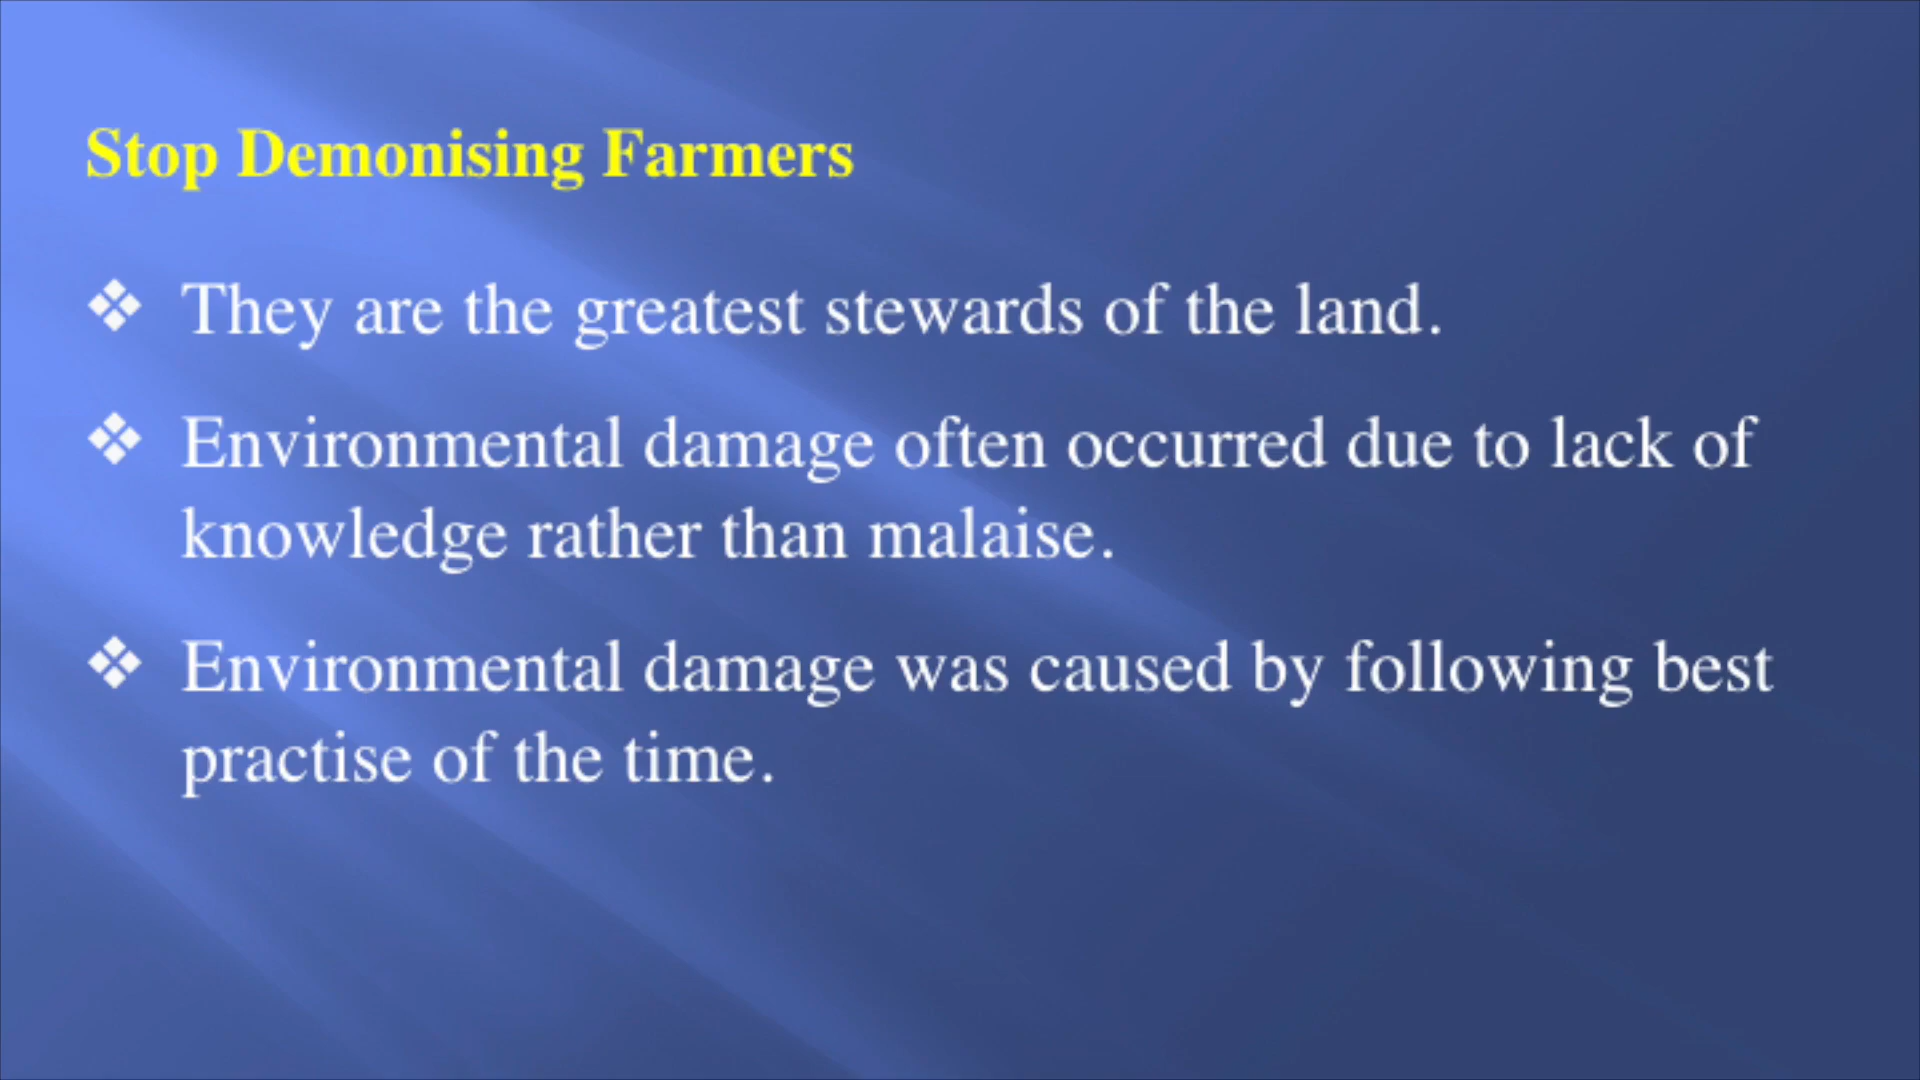 Stop Demonising Farmers
❖ They are the greatest stewards of the land.
❖ Environmental damage often occurred due to lack of
knowledge rather than malaise.
❖ Environmental damage was caused by following best
practise of the time.